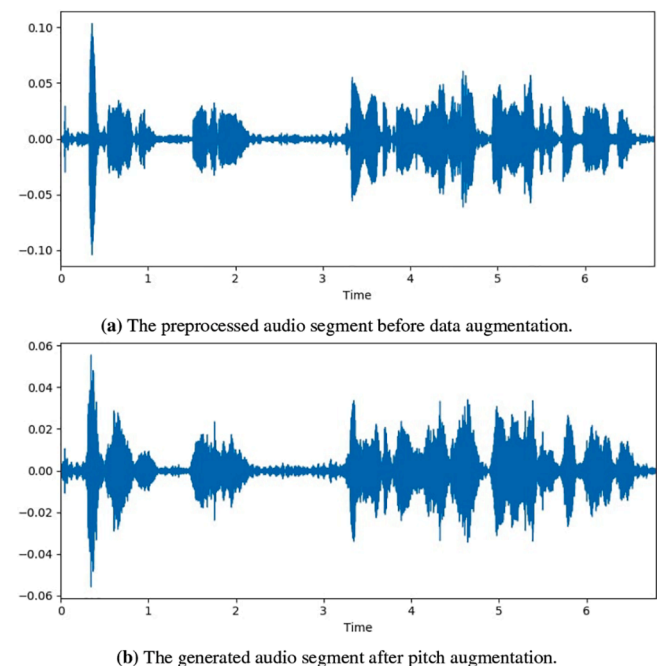 0.10
0.05
0.00
−0.05
−0.10
0 1 2 3 4 5 6
Time
(a) The preprocessed audio segment before data augmentation.
0.06
0.04
0.02
0.00
−0.02
−0.04
−0.06
0 1 2 3 4 5 6
Time
(b) The generated audio segment after pitch augmentation.